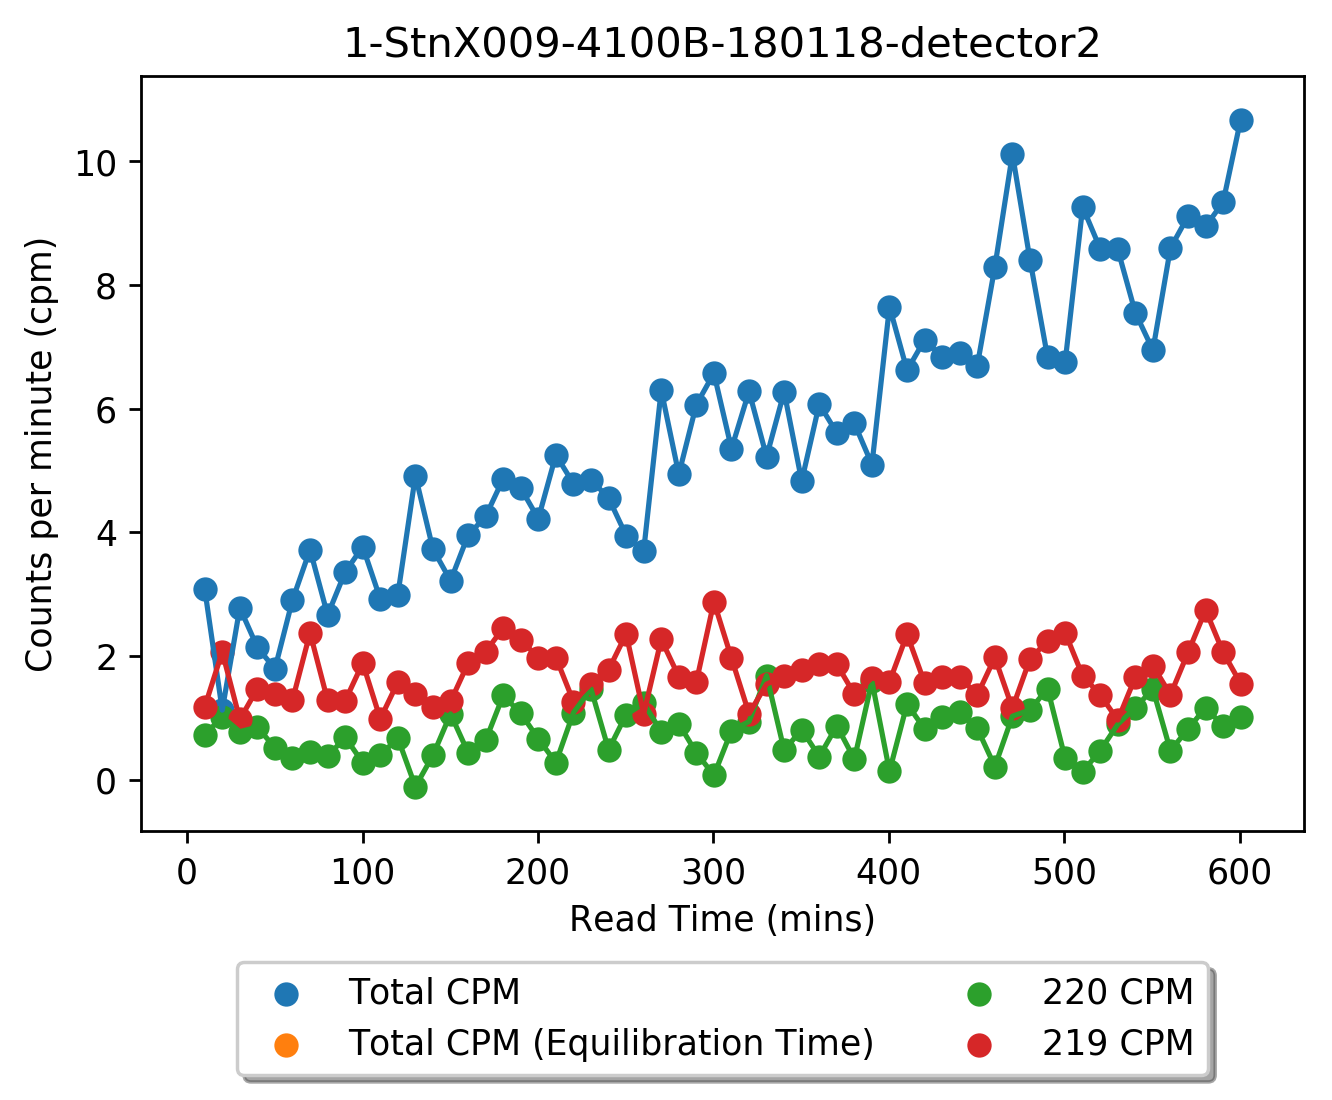 1-StnX009-4100B-180118-detector2
10
8
6
4
2
0
Counts per minute (cpm)
0 100 200 300 400 500 600
Read Time (mins)
Total CPM
Total CPM (Equilibration Time)
220 CPM
219 CPM